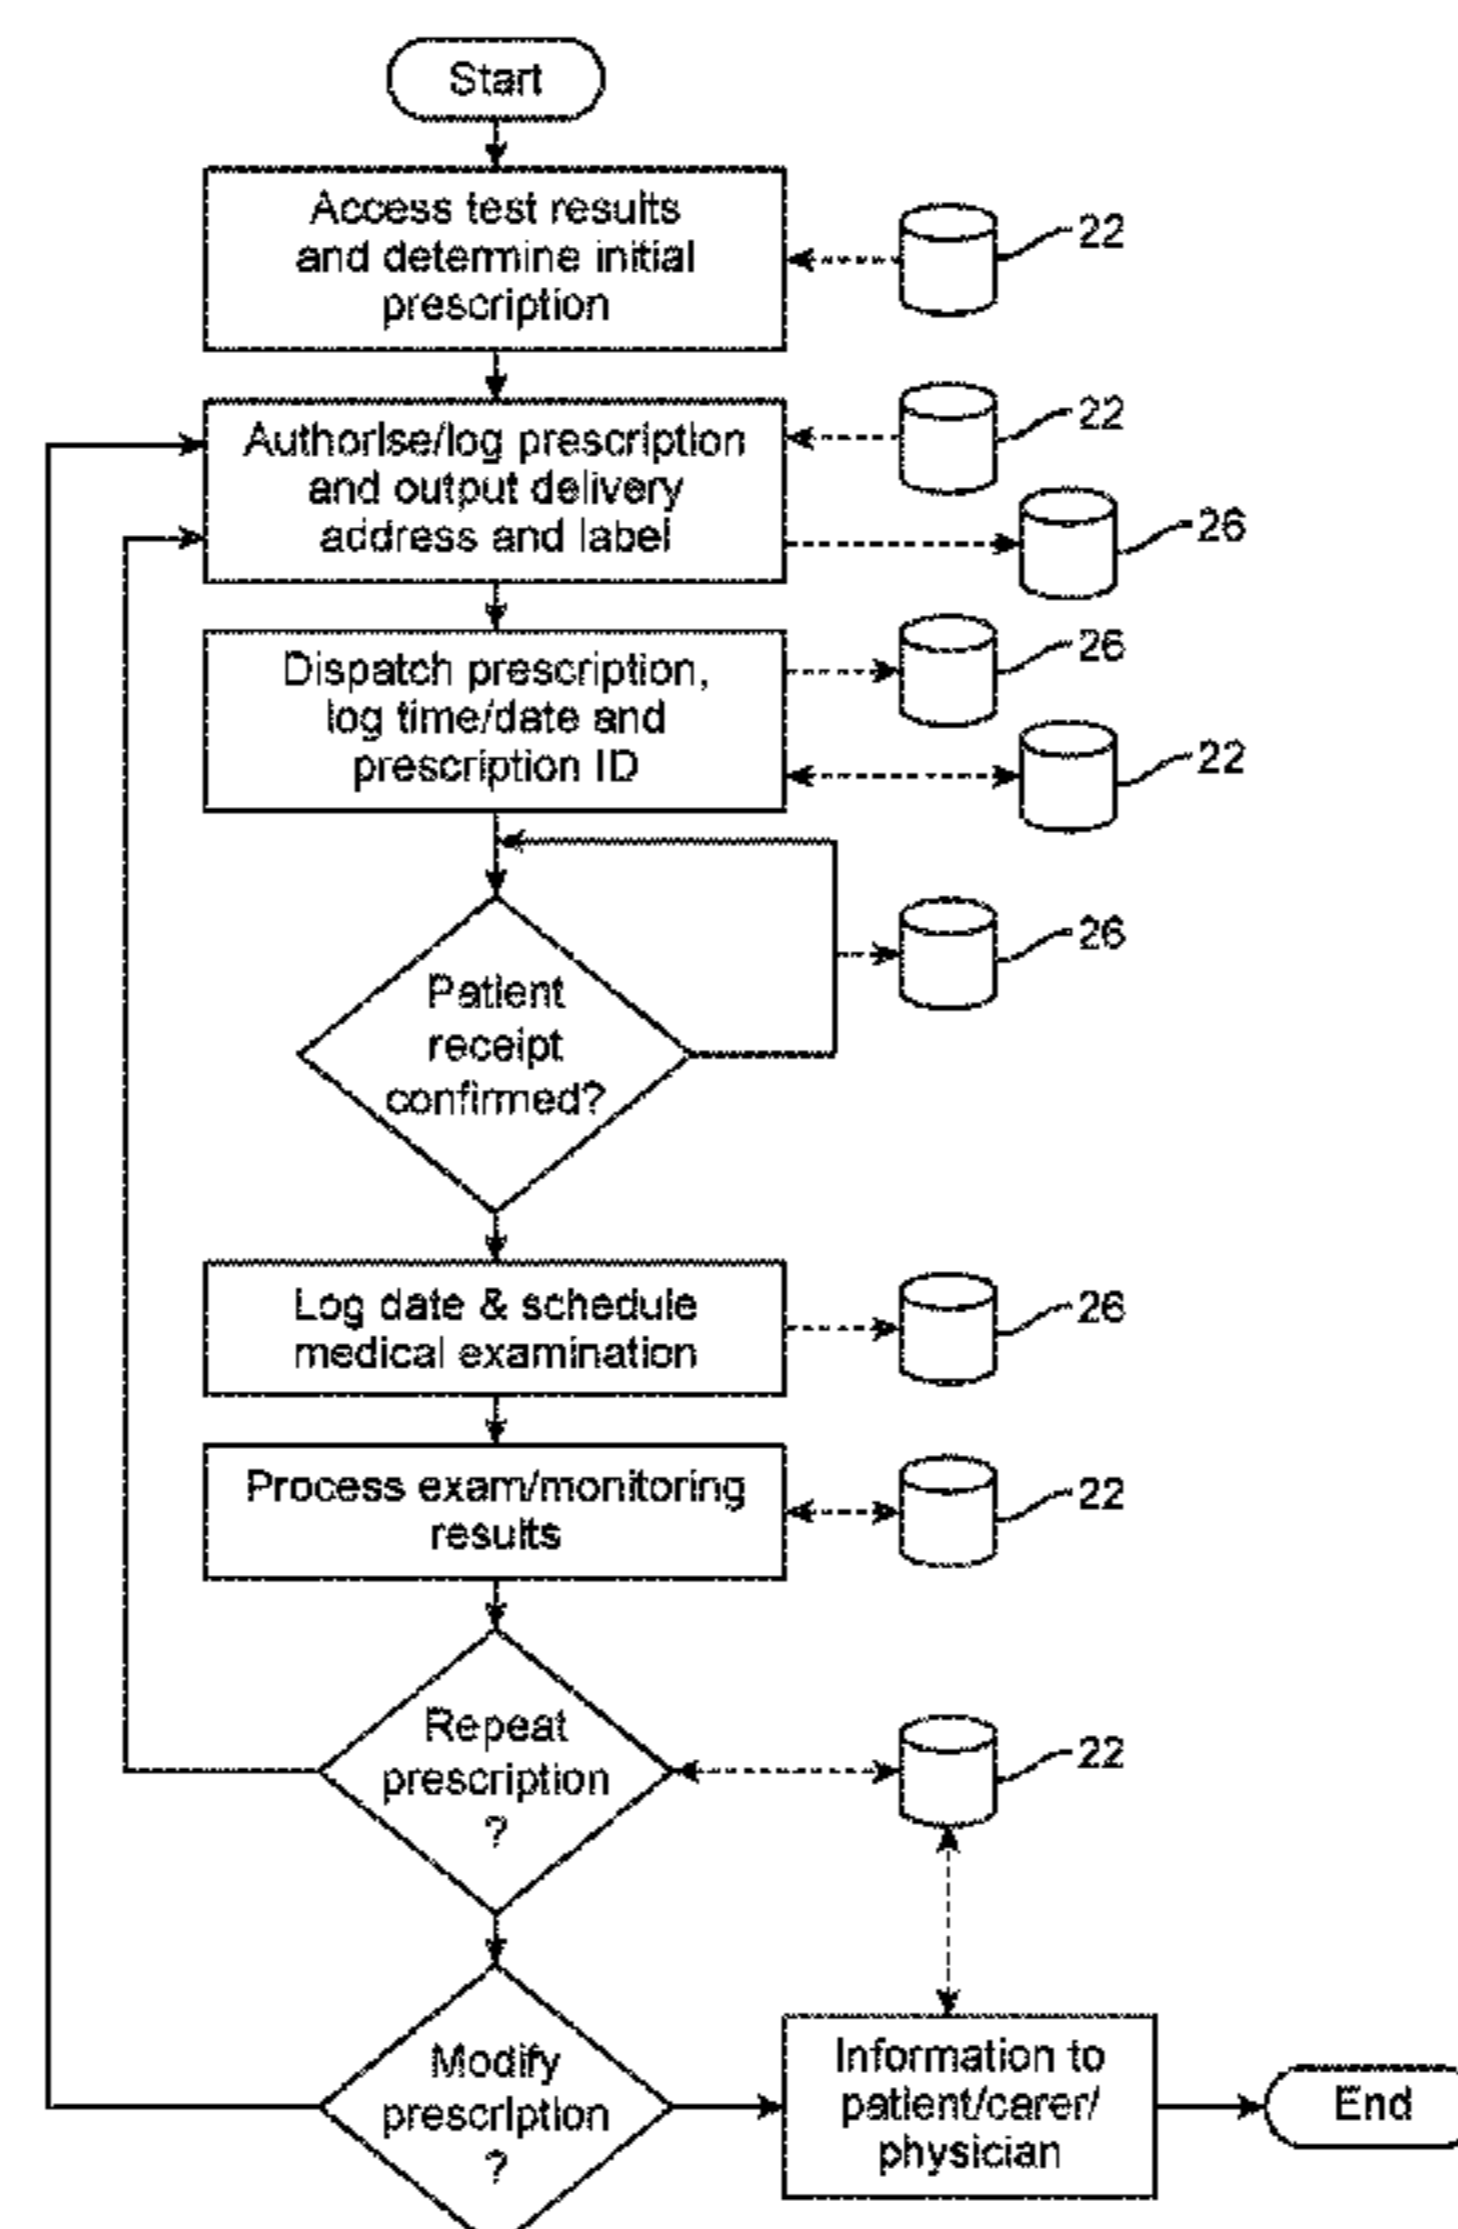 Start
Access test results
and determine initial
prescription
22
Authorise/log prescription
and output delivery
address and label
22
26
Dispatch prescription,
log time/date and
prescription ID
26
22
Patient
receipt
confirmed?
26
Log date & schedule
medical examination
26
Process exam/monitoring
results
22
Repeat
prescription
?
22
Modify
prescription
?
Information to
patient/carer/
physician
End